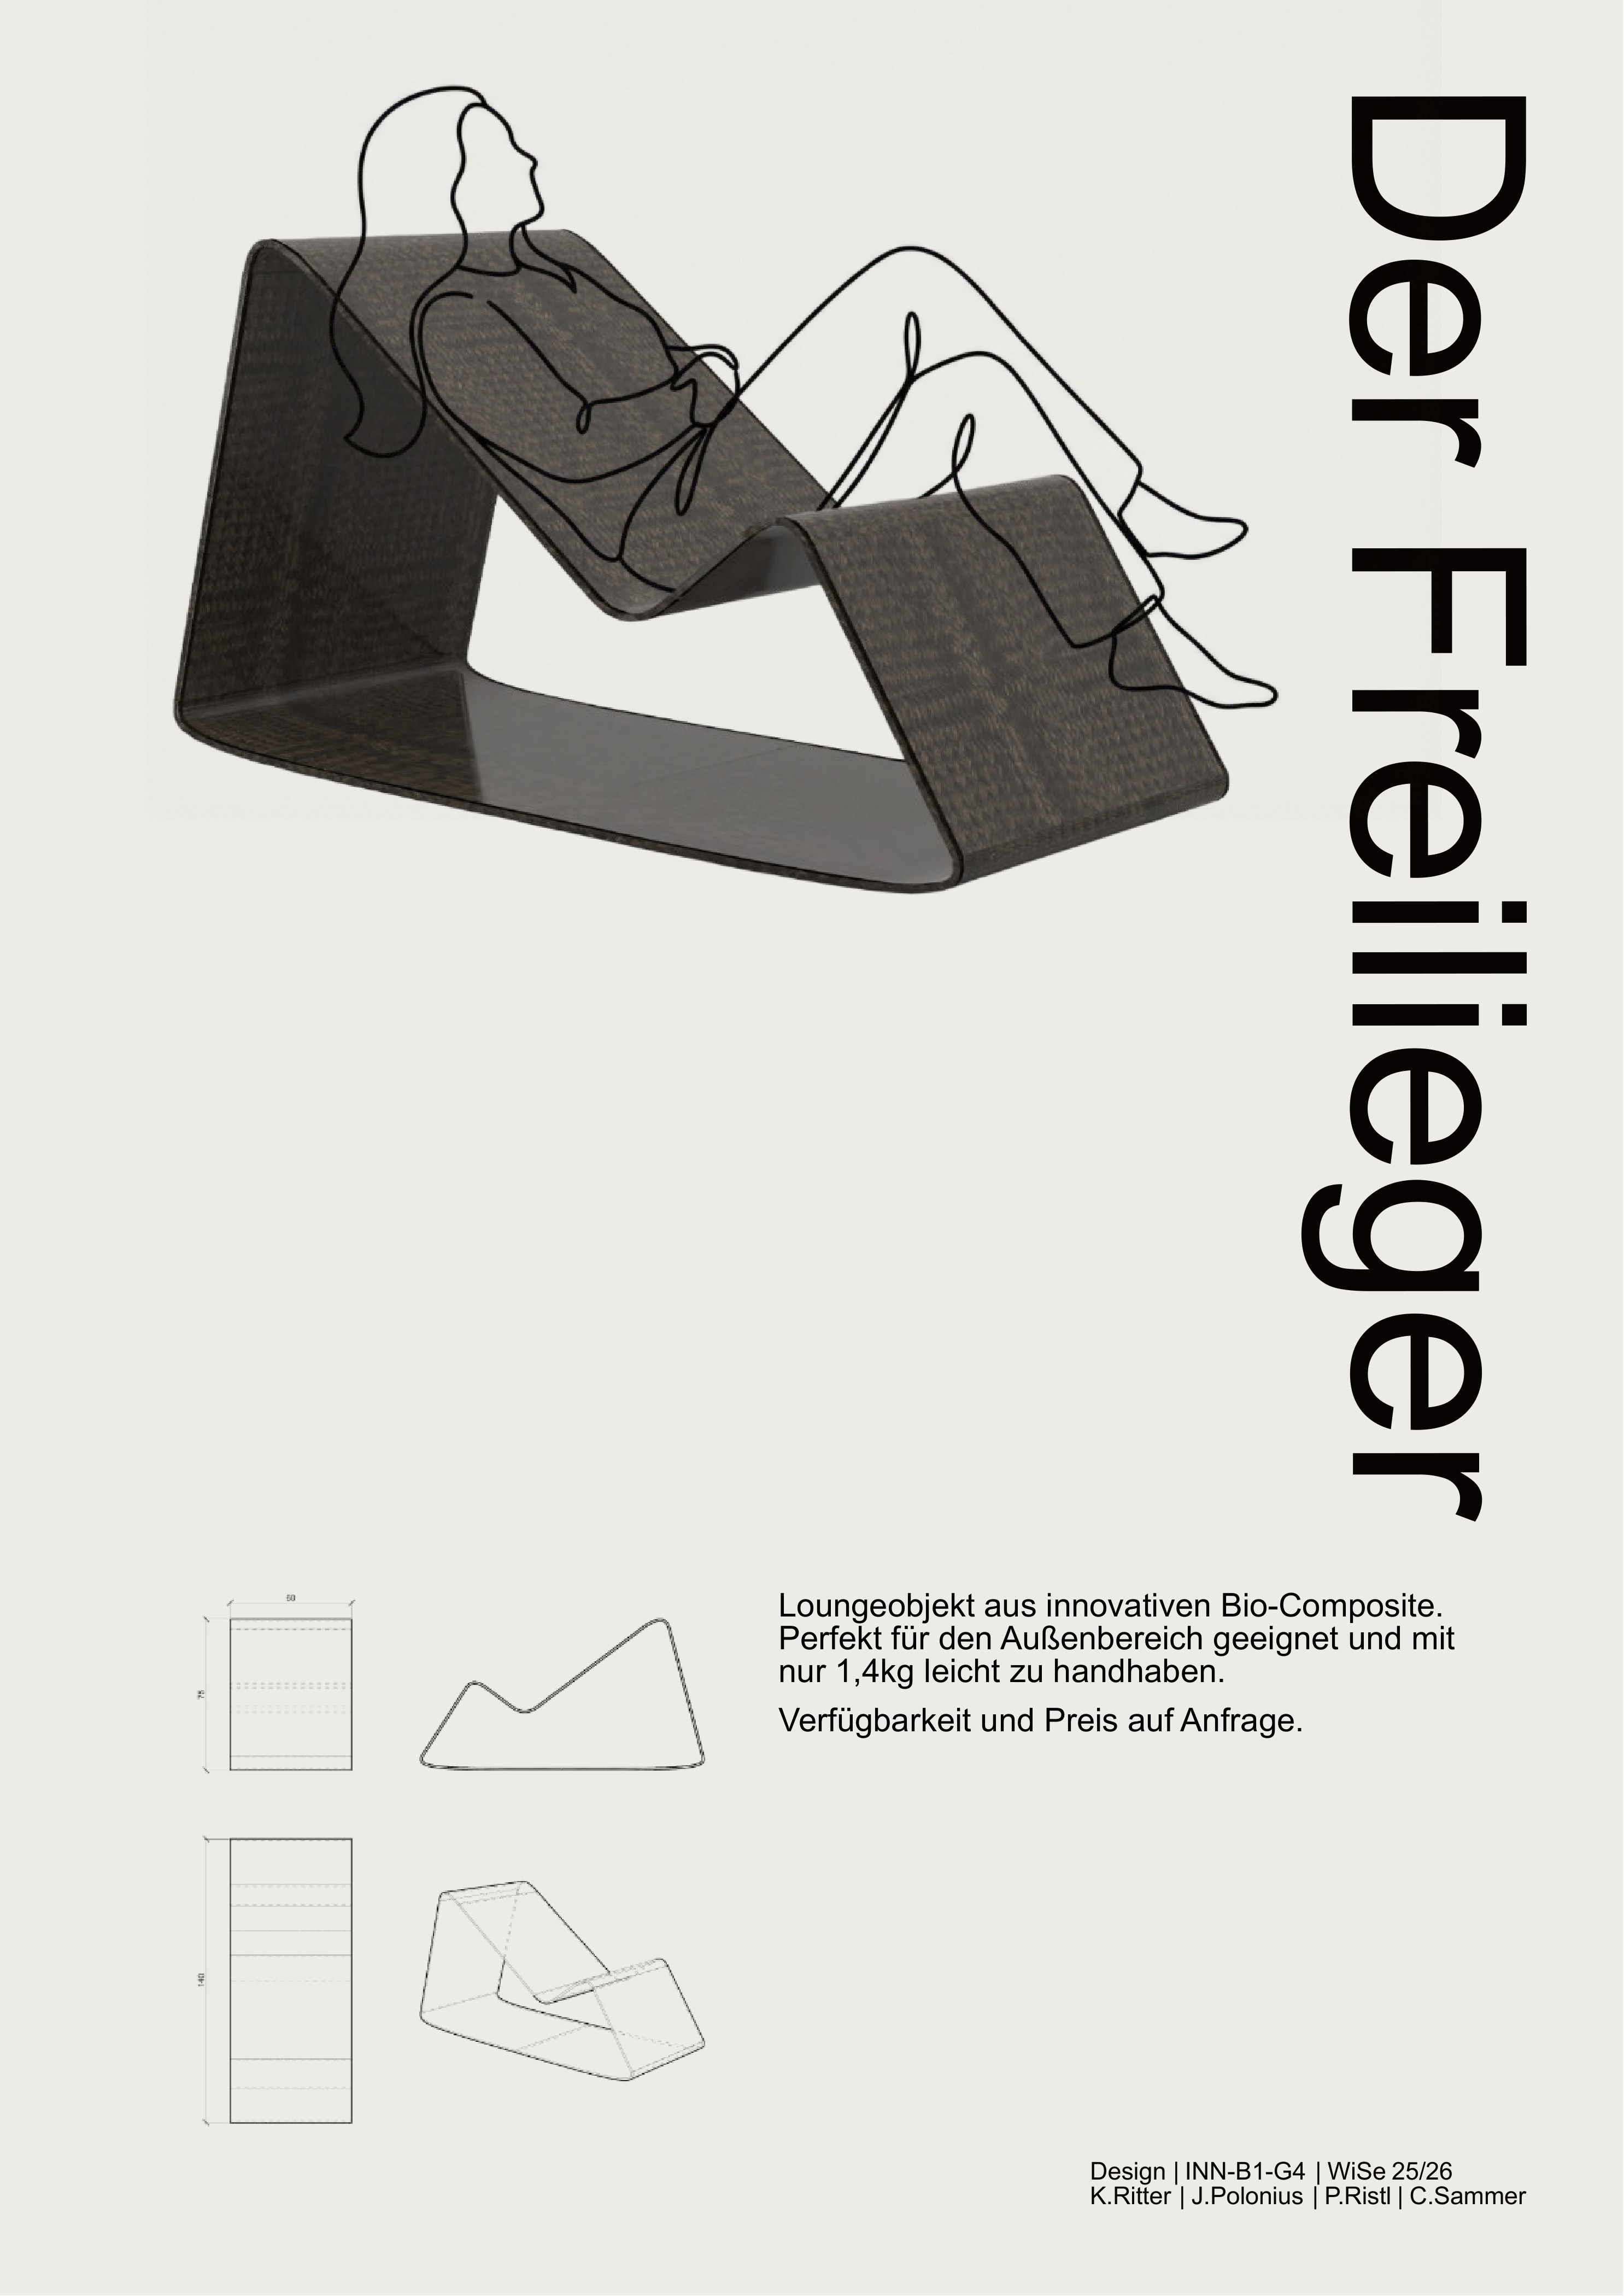 Der Freiliieger
60
75
140
Loungeobjekt aus innovativen Bio-Composite.
Perfekt für den Außenbereich geeignet und mit
nur 1,4kg leicht zu handhaben.
Verfügbarkeit und Preis auf Anfrage.
Design | INN-B1-G4 | WiSe 25/26
K.Ritter | J.Polonius | P.Ristl | C.Sammer